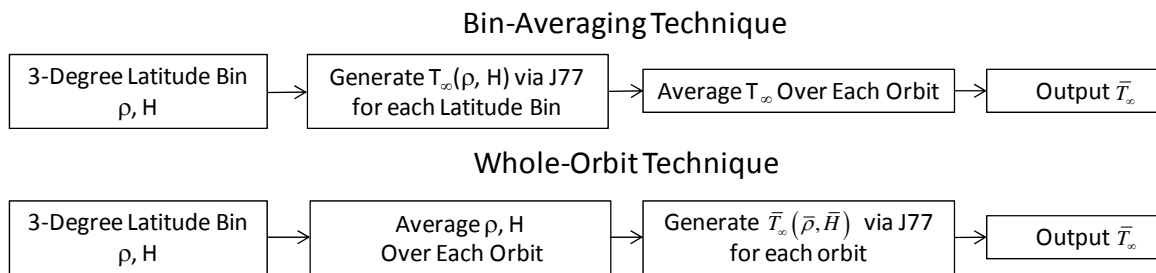 Bin-Averaging Technique
3-Degree Latitude Bin
ρ, H
Generate T∞(ρ, H) via J77
for each Latitude Bin
Average T∞ Over Each Orbit
Output T̄∞
Whole-Orbit Technique
3-Degree Latitude Bin
ρ, H
Average ρ, H
Over Each Orbit
Generate T̄∞(ρ̄, H̄) via J77
for each orbit
Output T̄∞